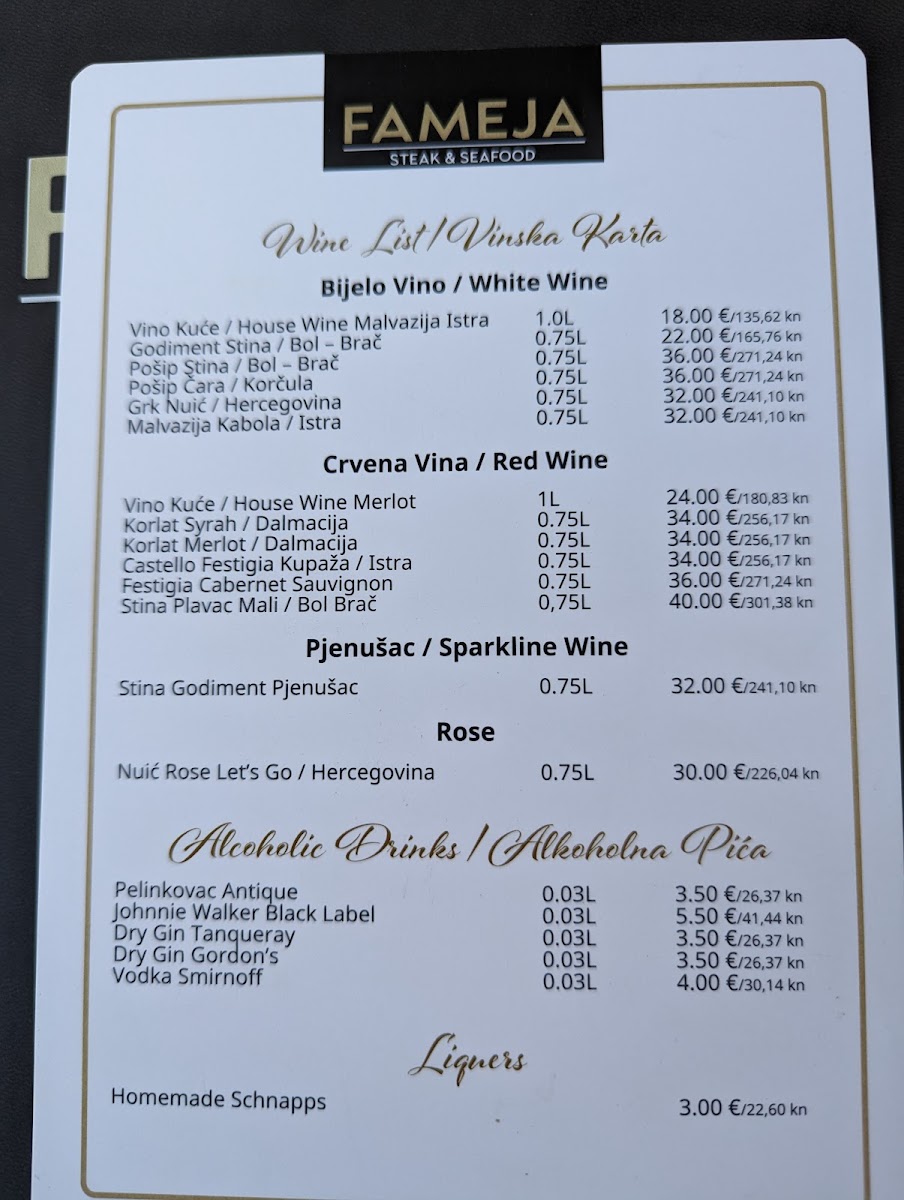 FAMEJA
STEAK & SEAFOOD
Wine List / Vinska Karta
Bijelo Vino / White Wine
Vino Kuće / House Wine Malvazija Istra 1.0L 18.00 €/135,62 kn
Godiment Stina / Bol – Brač 0.75L 22.00 €/165,76 kn
Pošip Stina / Bol – Brač 0.75L 36.00 €/271,24 kn
Pošip Čara / Korčula 0.75L 36.00 €/271,24 kn
Grk Nuić / Hercegovina 0.75L 32.00 €/241,10 kn
Malvazija Kabola / Istra 0.75L 32.00 €/241,10 kn
Crvena Vina / Red Wine
Vino Kuće / House Wine Merlot 1L 24.00 €/180,83 kn
Korlat Syrah / Dalmacija 0.75L 34.00 €/256,17 kn
Korlat Merlot / Dalmacija 0.75L 34.00 €/256,17 kn
Castello Festigia Kupaža / Istra 0.75L 34.00 €/256,17 kn
Festigia Cabernet Sauvignon 0.75L 36.00 €/271,24 kn
Stina Plavac Mali / Bol Brač 0,75L 40.00 €/301,38 kn
Pjenušac / Sparkline Wine
Stina Godiment Pjenušac 0.75L 32.00 €/241,10 kn
Rose
Nuić Rose Let's Go / Hercegovina 0.75L 30.00 €/226,04 kn
Alcoholic Drinks / Alkoholna Pića
Pelinkovac Antique 0.03L 3.50 €/26,37 kn
Johnnie Walker Black Label 0.03L 5.50 €/41,44 kn
Dry Gin Tanqueray 0.03L 3.50 €/26,37 kn
Dry Gin Gordon's 0.03L 3.50 €/26,37 kn
Vodka Smirnoff 0.03L 4.00 €/30,14 kn
Liquers
Homemade Schnapps 3.00 €/22,60 kn